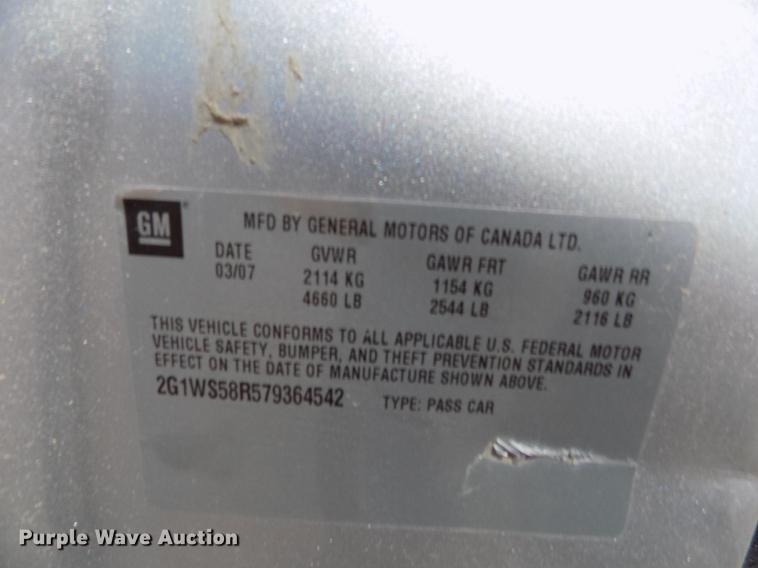 GM
MFD BY GENERAL MOTORS OF CANADA LTD.
DATE GVWR GAWR FRT GAWR RR
03/07 2114 KG 1154 KG 960 KG
4660 LB 2544 LB 2116 LB
THIS VEHICLE CONFORMS TO ALL APPLICABLE U.S. FEDERAL MOTOR
VEHICLE SAFETY, BUMPER, AND THEFT PREVENTION STANDARDS IN
EFFECT ON THE DATE OF MANUFACTURE SHOWN ABOVE.
2G1WS58R579364542 TYPE: PASS CAR
Purple Wave Auction